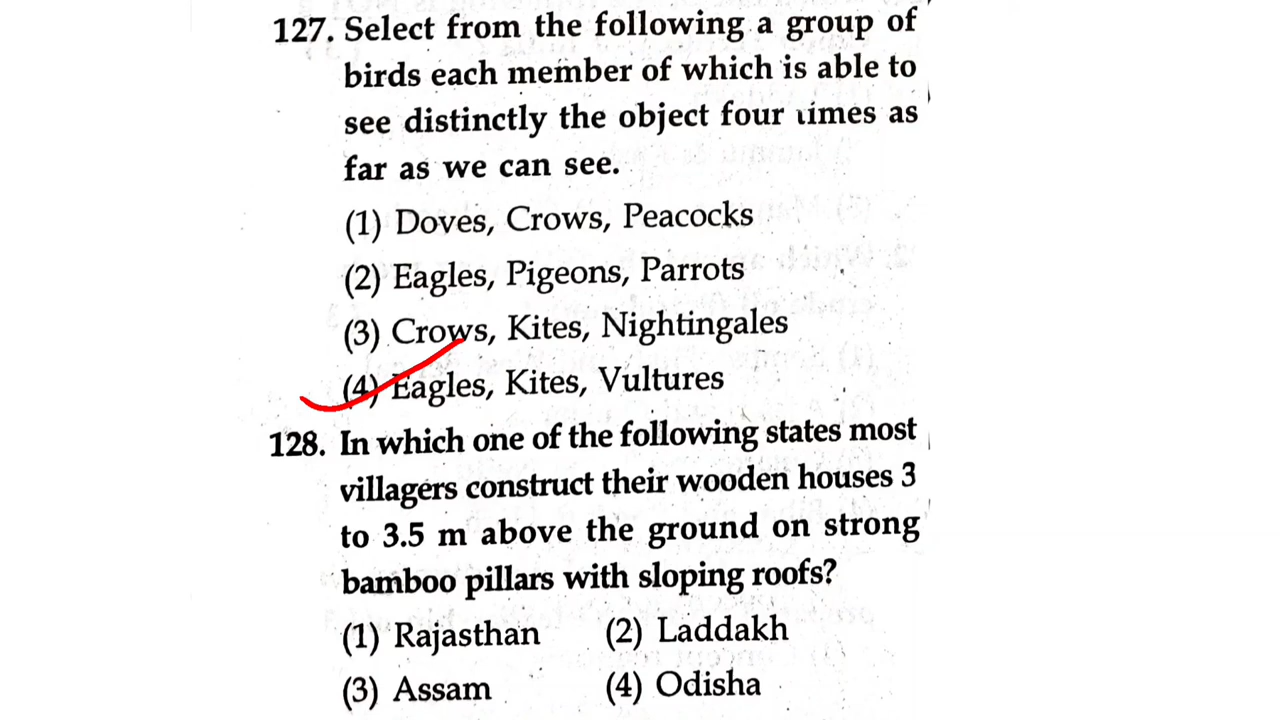 127. Select from the following a group of
birds each member of which is able to
see distinctly the object four times as
far as we can see.
(1) Doves, Crows, Peacocks
(2) Eagles, Pigeons, Parrots
(3) Crows, Kites, Nightingales
(4) Eagles, Kites, Vultures
128. In which one of the following states most
villagers construct their wooden houses 3
to 3.5 m above the ground on strong
bamboo pillars with sloping roofs?
(1) Rajasthan (2) Laddakh
(3) Assam (4) Odisha